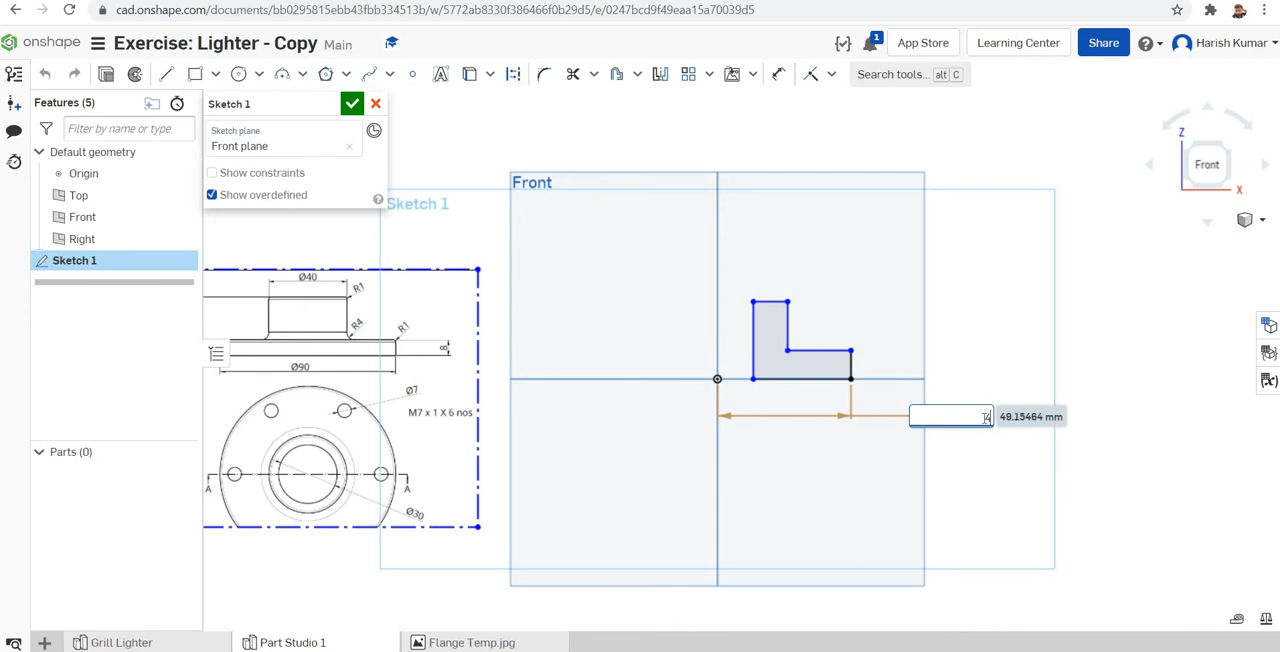 cad.onshape.com/documents/bb0295815ebb43fbb334513b/w/5772ab8330f386466f0b29d5/e/0247bcd9f49eaa15a70039d5
onshape Exercise: Lighter - Copy Main
1 App Store Learning Center Share Harish Kumar
Search tools... alt C
Features (5)
Filter by name or type
Default geometry
Origin
Top
Front
Right
Sketch 1
Parts (0)
Sketch 1
Sketch plane
Front plane
Show constraints
Show overdefined
Front
Sketch 1
Z
Front
X
Ø40
R1
R4
R1
8
Ø90
Ø7
M7 x 1 X 6 nos
A
A
Ø30
49.15464 mm
Grill Lighter
Part Studio 1
Flange Temp.jpg